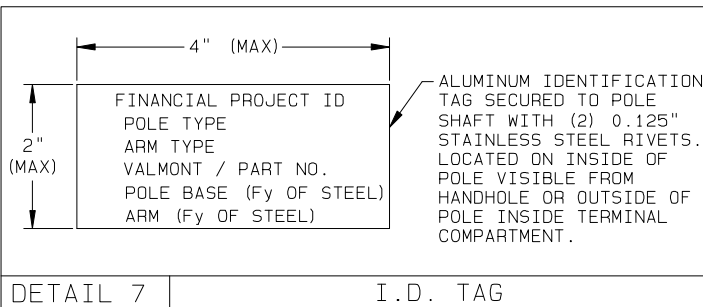 4" (MAX)
2"
(MAX)
FINANCIAL PROJECT ID
POLE TYPE
ARM TYPE
VALMONT / PART NO.
POLE BASE (Fy OF STEEL)
ARM (Fy OF STEEL)
ALUMINUM IDENTIFICATION
TAG SECURED TO POLE
SHAFT WITH (2) 0.125"
STAINLESS STEEL RIVETS.
LOCATED ON INSIDE OF
POLE VISIBLE FROM
HANDHOLE OR OUTSIDE OF
POLE INSIDE TERMINAL
COMPARTMENT.
DETAIL 7
I.D. TAG